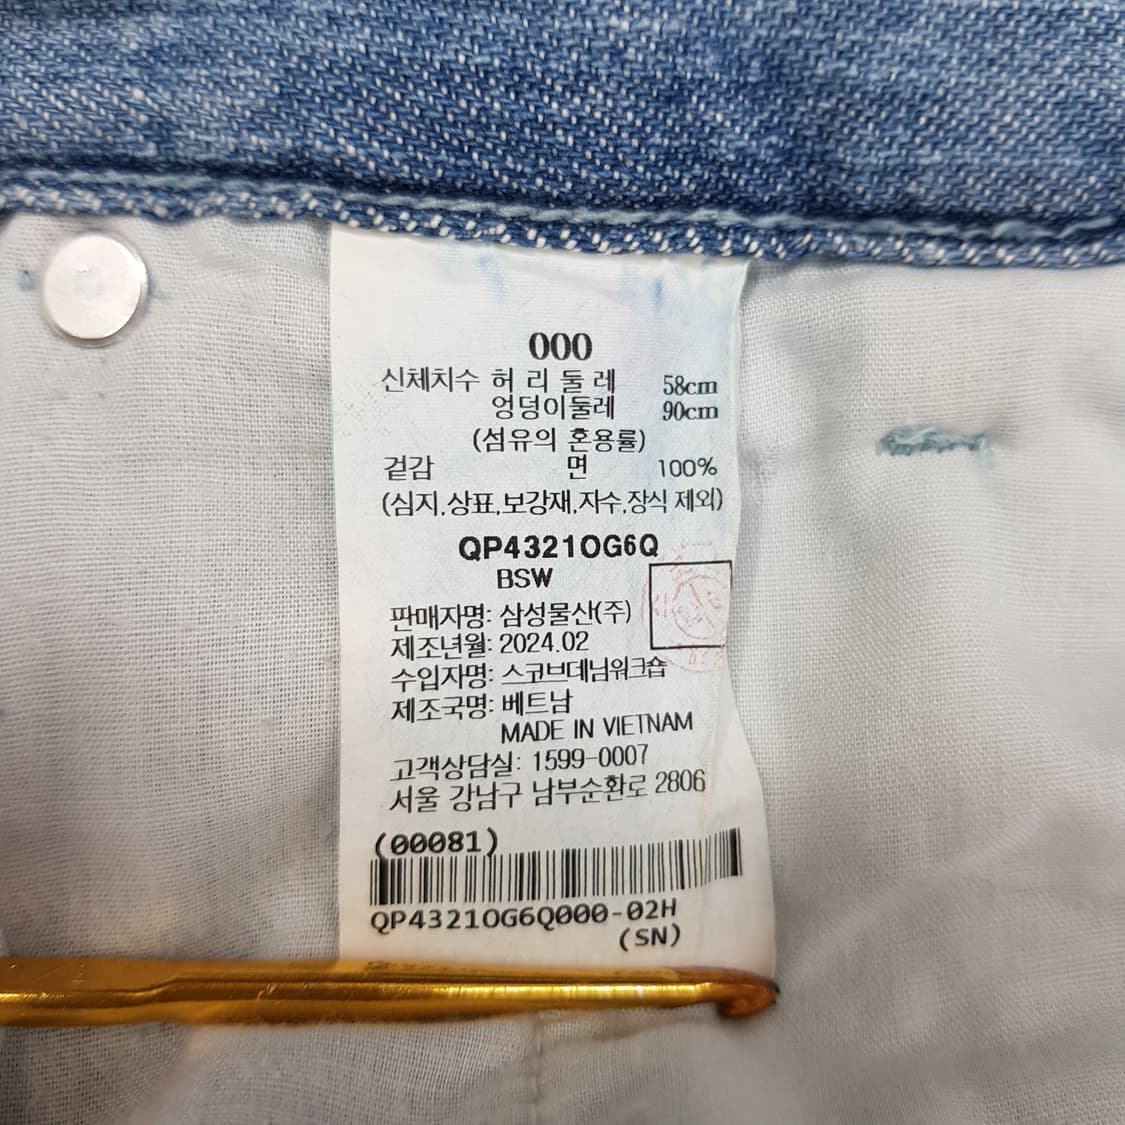 000
신체치수 허 리 둘 레 58cm
엉덩이둘레 90cm
(섬유의 혼용률)
겉감 면 100%
(심지,상표,보강재,자수,장식 제외)
QP4321OG6Q
BSW
판매자명: 삼성물산(주)
제조년월: 2024.02
수입자명: 스코브데님워크숍
제조국명: 베트남
MADE IN VIETNAM
고객상담실: 1599-0007
서울 강남구 남부순환로 2806
(00081)
QP4321OG6Q000-02H
(SN)